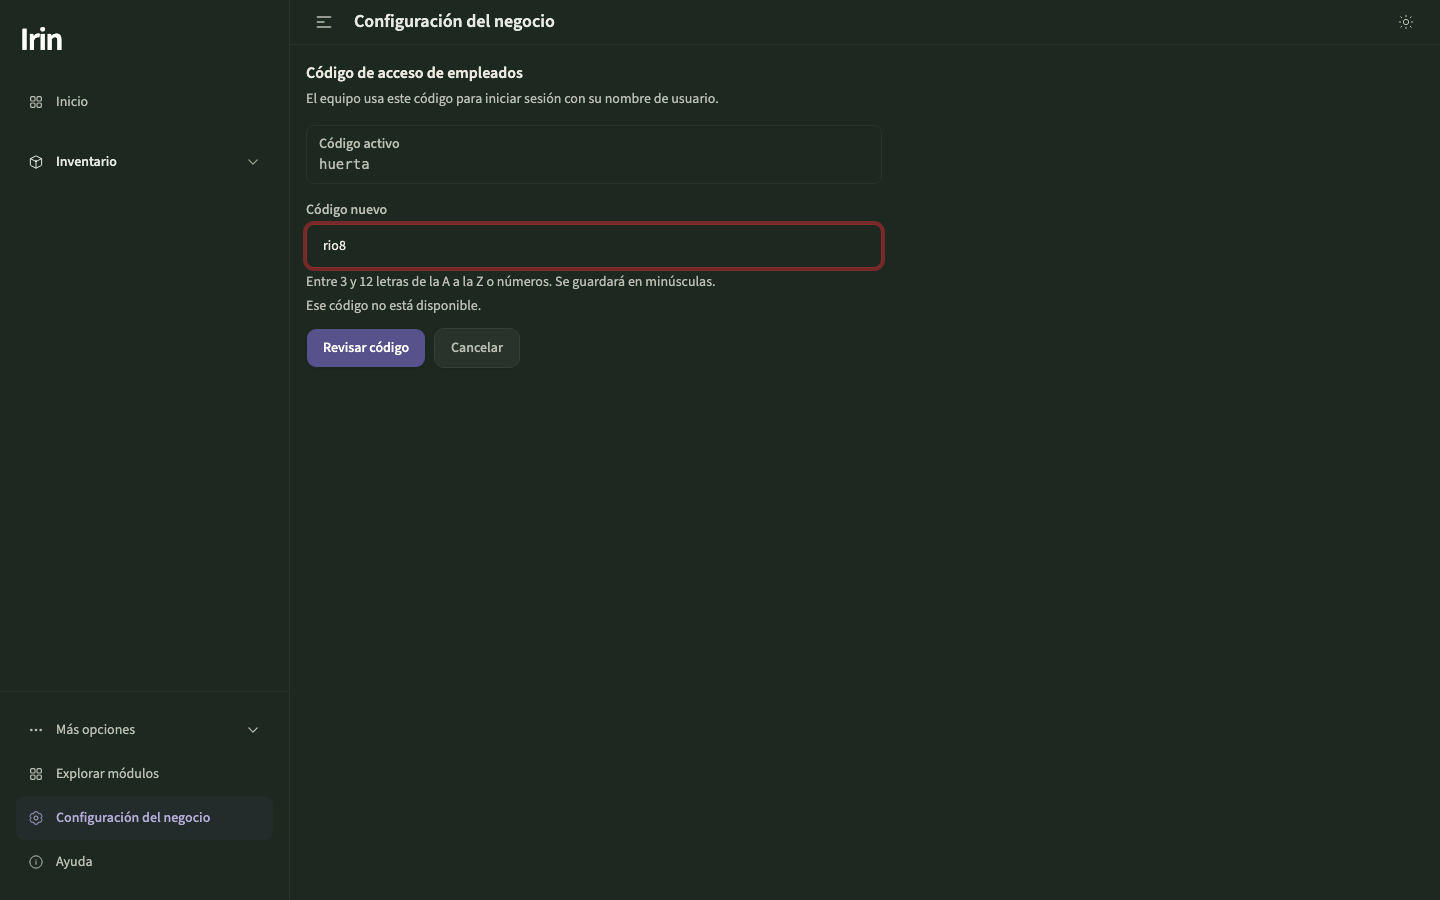 Irin
Configuración del negocio
Inicio
Inventario
Código de acceso de empleados
El equipo usa este código para iniciar sesión con su nombre de usuario.
Código activo
huerta
Código nuevo
rio8
Entre 3 y 12 letras de la A a la Z o números. Se guardará en minúsculas.
Ese código no está disponible.
Revisar código
Cancelar
Más opciones
Explorar módulos
Configuración del negocio
Ayuda